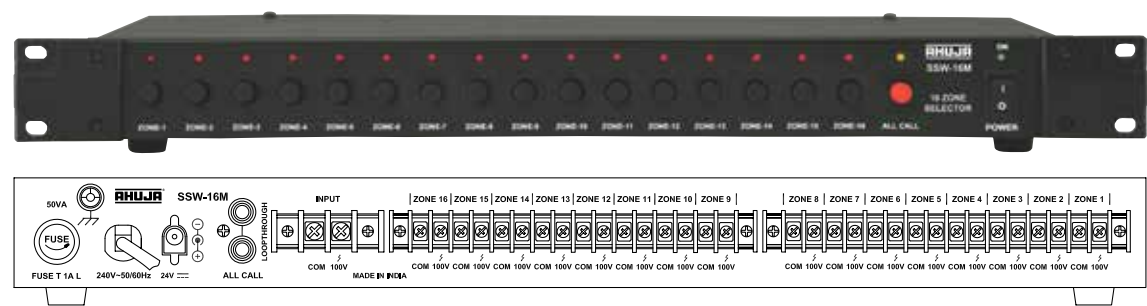 AHUJA
ON
SSW-16M
16 ZONE
SELECTOR
I
O
ZONE-1 ZONE-2 ZONE-3 ZONE-4 ZONE-5 ZONE-6 ZONE-7 ZONE-8 ZONE-9 ZONE-10 ZONE-11 ZONE-12 ZONE-13 ZONE-14 ZONE-15 ZONE-16 ALL CALL POWER
50VA AHUJA SSW-16M
INPUT ZONE 16 ZONE 15 ZONE 14 ZONE 13 ZONE 12 ZONE 11 ZONE 10 ZONE 9 ZONE 8 ZONE 7 ZONE 6 ZONE 5 ZONE 4 ZONE 3 ZONE 2 ZONE 1
LOOPTHROUGH
FUSE
COM 100V COM 100V COM 100V COM 100V COM 100V COM 100V COM 100V COM 100V COM 100V COM 100V COM 100V COM 100V COM 100V COM 100V COM 100V COM 100V COM 100V
FUSE T 1A L 240V~50/60Hz 24V ALL CALL MADE IN INDIA